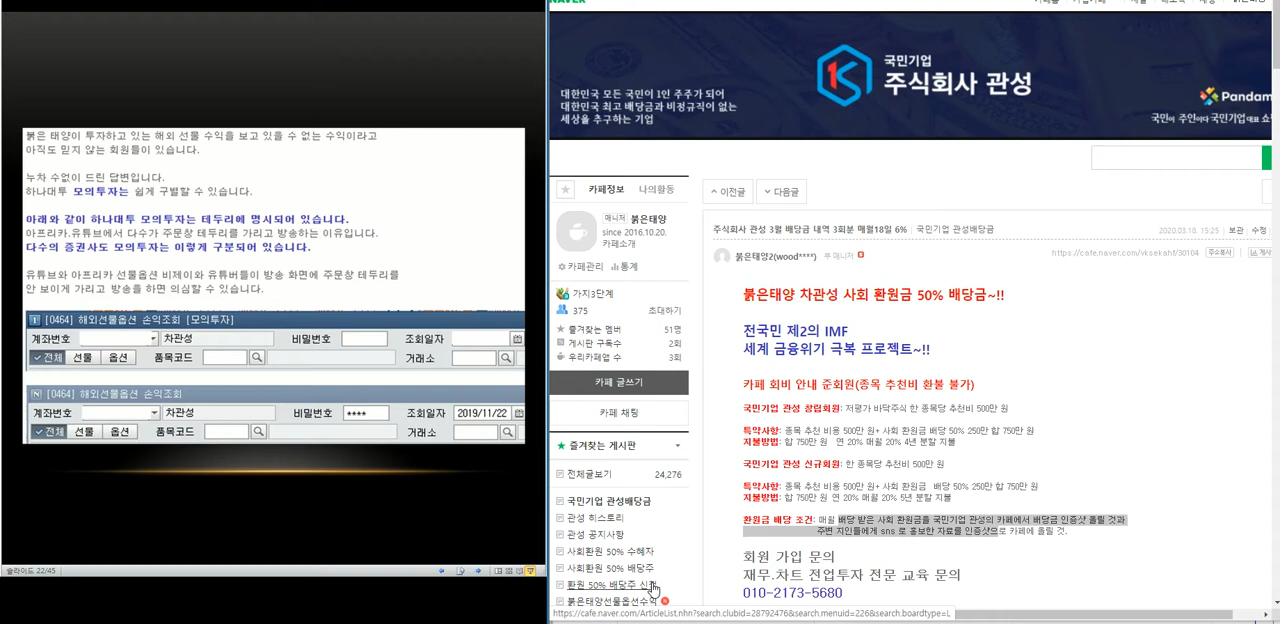 붉은 태양이 투자하고 있는 해외 선물 수익을 보고 있을 수 없는 수익이라고
아직도 믿지 않는 회원들이 있습니다.
누차 수없이 드린 답변입니다.
하나대투 모의투자는 쉽게 구별할 수 있습니다.
아래와 같이 하나대투 모의투자는 테두리에 명시되어 있습니다.
아프리카.유튜브에서 다수가 주문창 테두리를 가리고 방송하는 이유입니다.
다수의 증권사도 모의투자는 이렇게 구분되어 있습니다.
유튜브와 아프리카 선물옵션 비제이와 유튜버들이 방송 화면에 주문창 테두리를
안 보이게 가리고 방송을 하면 의심할 수 있습니다.
[0464] 해외선물옵션 손익조회 [모의투자]
계좌번호 차관성 비밀번호 조회일자
전체 선물 옵션 품목코드 거래소
[0464] 해외선물옵션 손익조회
계좌번호 차관성 비밀번호 **** 조회일자 2019/11/22
전체 선물 옵션 품목코드 거래소
슬라이드 22/45
NAVER
대한민국 모든 국민이 1인 주주가 되어
대한민국 최고 배당금과 비정규직이 없는
세상을 추구하는 기업
국민기업
주식회사 관성
Pandam
국민이 주인이다 국민기업대표 쇼
카페정보 나의활동
매니저 붉은태양
since 2016.10.20.
카페소개
카페관리 통계
가지3단계
375 초대하기
즐겨찾는 멤버 51명
게시판 구독수 2회
우리카페앱 수 3회
카페 글쓰기
카페 채팅
즐겨찾는 게시판
전체글보기 24,276
국민기업 관성배당금
관성 히스토리
관성 공지사항
사회환원 50% 수혜자
사회환원 50% 배당주
환원 50% 배당주 신
붉은태양선물옵션수익
이전글 다음글
주식회사 관성 3월 배당금 내역 3회분 매월18일 6% 국민기업 관성배당금
2020.03.18. 15:25 보관 수정
붉은태양2(wood****) 부매니저
https://cafe.naver.com/vksekahf/30104 주소복사
붉은태양 차관성 사회 환원금 50% 배당금~!!
전국민 제2의 IMF
세계 금융위기 극복 프로젝트~!!
카페 회비 안내 준회원(종목 추천비 환불 불가)
국민기업 관성 창립회원: 저평가 바닥주식 한 종목당 추천비 500만 원
특약사항: 종목 추천 비용 500만 원+ 사회 환원금 배당 50% 250만 합 750만 원
지불방법: 합 750만 원 연 20% 매월 20% 4년 분할 지불
국민기업 관성 신규회원: 한 종목당 추천비 500만 원
특약사항: 종목 추천 비용 500만 원+ 사회 환원금 배당 50% 250만 합 750만 원
지불방법: 합 750만 원 연 20% 매월 20% 5년 분할 지불
환원금 배당 조건: 매월 배당 받은 사회 환원금을 국민기업 관성의 카페에서 배당금 인증샷 올릴 것과
주변 지인들에게 sns 로 홍보한 자료를 인증샷으로 카페에 올릴 것.
회원 가입 문의
재무.차트 전업투자 전문 교육 문의
010-2173-5680
https://cafe.naver.com/ArticleList.nhn?search.clubid=28792476&search.menuid=226&search.boardtype=L